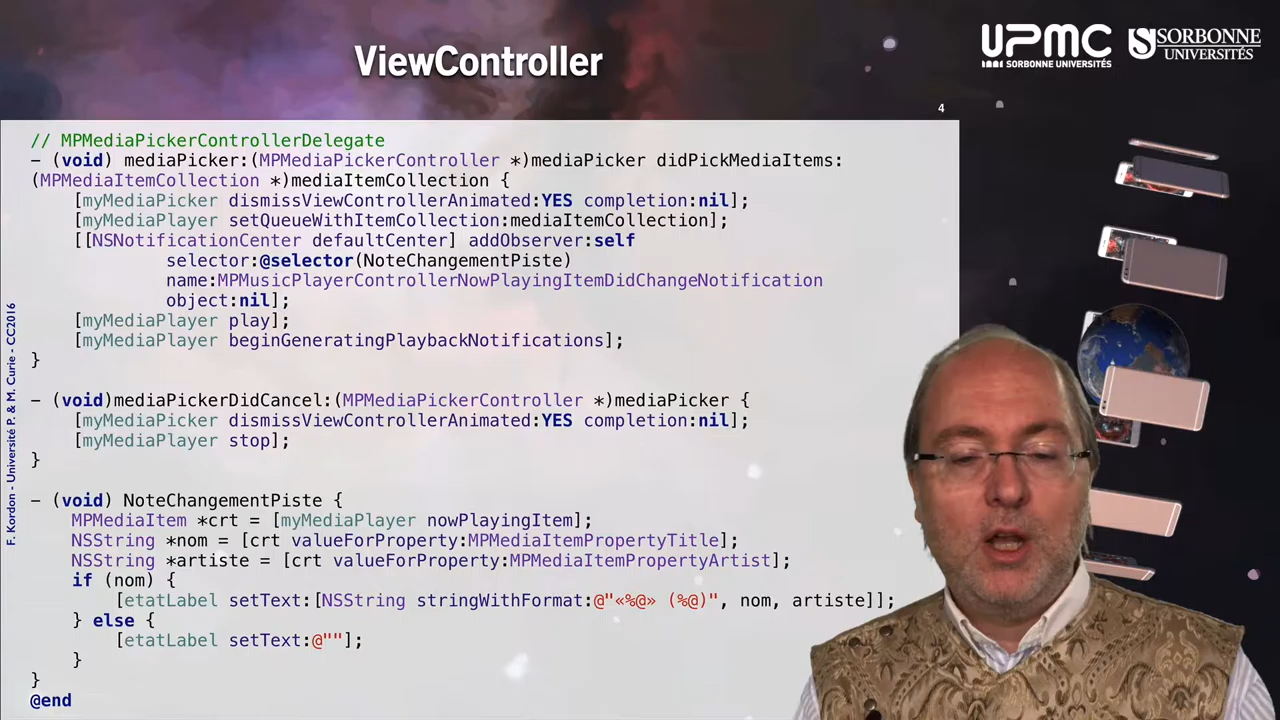 ViewController
UPMC
SORBONNE UNIVERSITÉS
SORBONNE
UNIVERSITÉS
4
// MPMediaPickerControllerDelegate
– (void) mediaPicker:(MPMediaPickerController *)mediaPicker didPickMediaItems:
(MPMediaItemCollection *)mediaItemCollection {
[myMediaPicker dismissViewControllerAnimated:YES completion:nil];
[myMediaPlayer setQueueWithItemCollection:mediaItemCollection];
[[NSNotificationCenter defaultCenter] addObserver:self
selector:@selector(NoteChangementPiste)
name:MPMusicPlayerControllerNowPlayingItemDidChangeNotification
object:nil];
[myMediaPlayer play];
[myMediaPlayer beginGeneratingPlaybackNotifications];
}
– (void)mediaPickerDidCancel:(MPMediaPickerController *)mediaPicker {
[myMediaPicker dismissViewControllerAnimated:YES completion:nil];
[myMediaPlayer stop];
}
– (void) NoteChangementPiste {
MPMediaItem *crt = [myMediaPlayer nowPlayingItem];
NSString *nom = [crt valueForProperty:MPMediaItemPropertyTitle];
NSString *artiste = [crt valueForProperty:MPMediaItemPropertyArtist];
if (nom) {
[etatLabel setText:[NSString stringWithFormat:@"«%@» (%@)", nom, artiste]];
} else {
[etatLabel setText:@""];
}
}
@end
F. Kordon - Université P. & M. Curie - CC2016